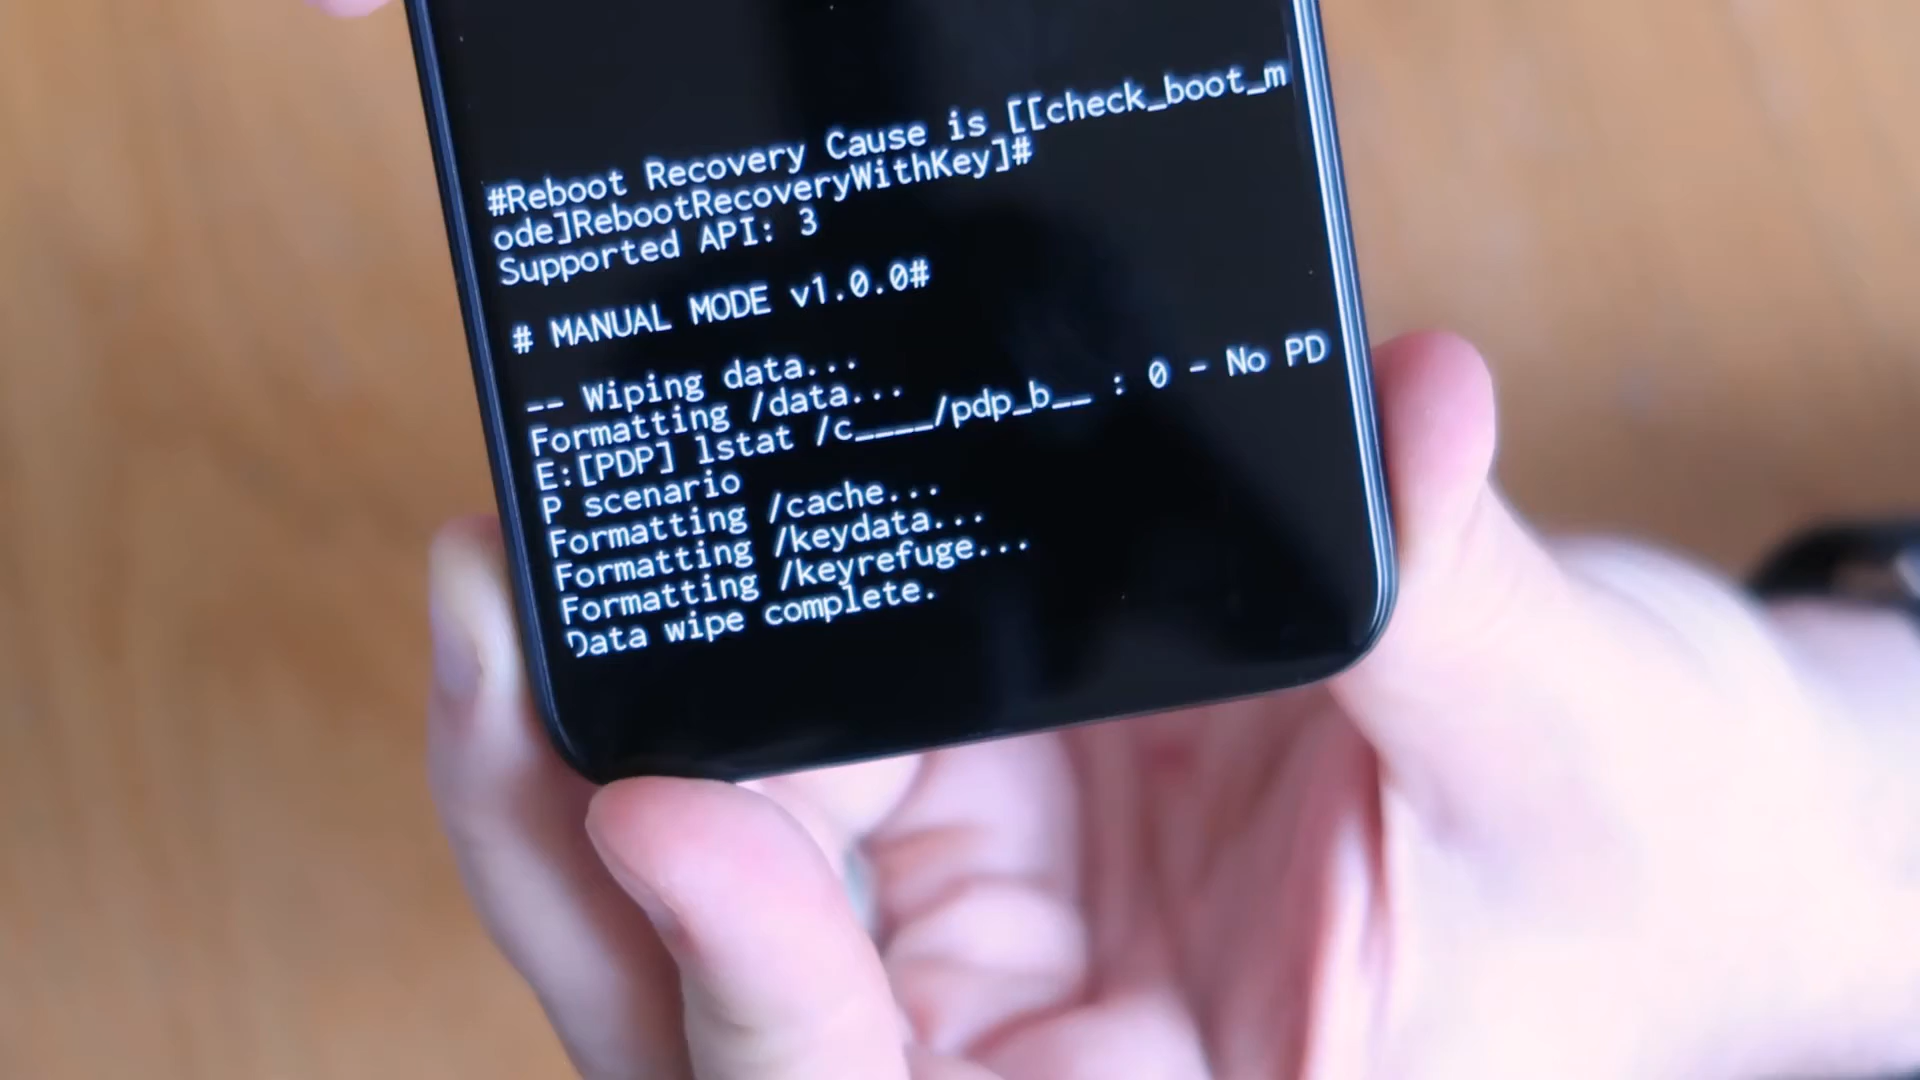 #Reboot Recovery Cause is [[check_boot_m
ode]RebootRecoveryWithKey]#
Supported API: 3
# MANUAL MODE v1.0.0#
-- Wiping data...
Formatting /data...
E:[PDP] lstat /c____/pdp_b__ : 0 - No PD
P scenario
Formatting /cache...
Formatting /keydata...
Formatting /keyrefuge...
Data wipe complete.